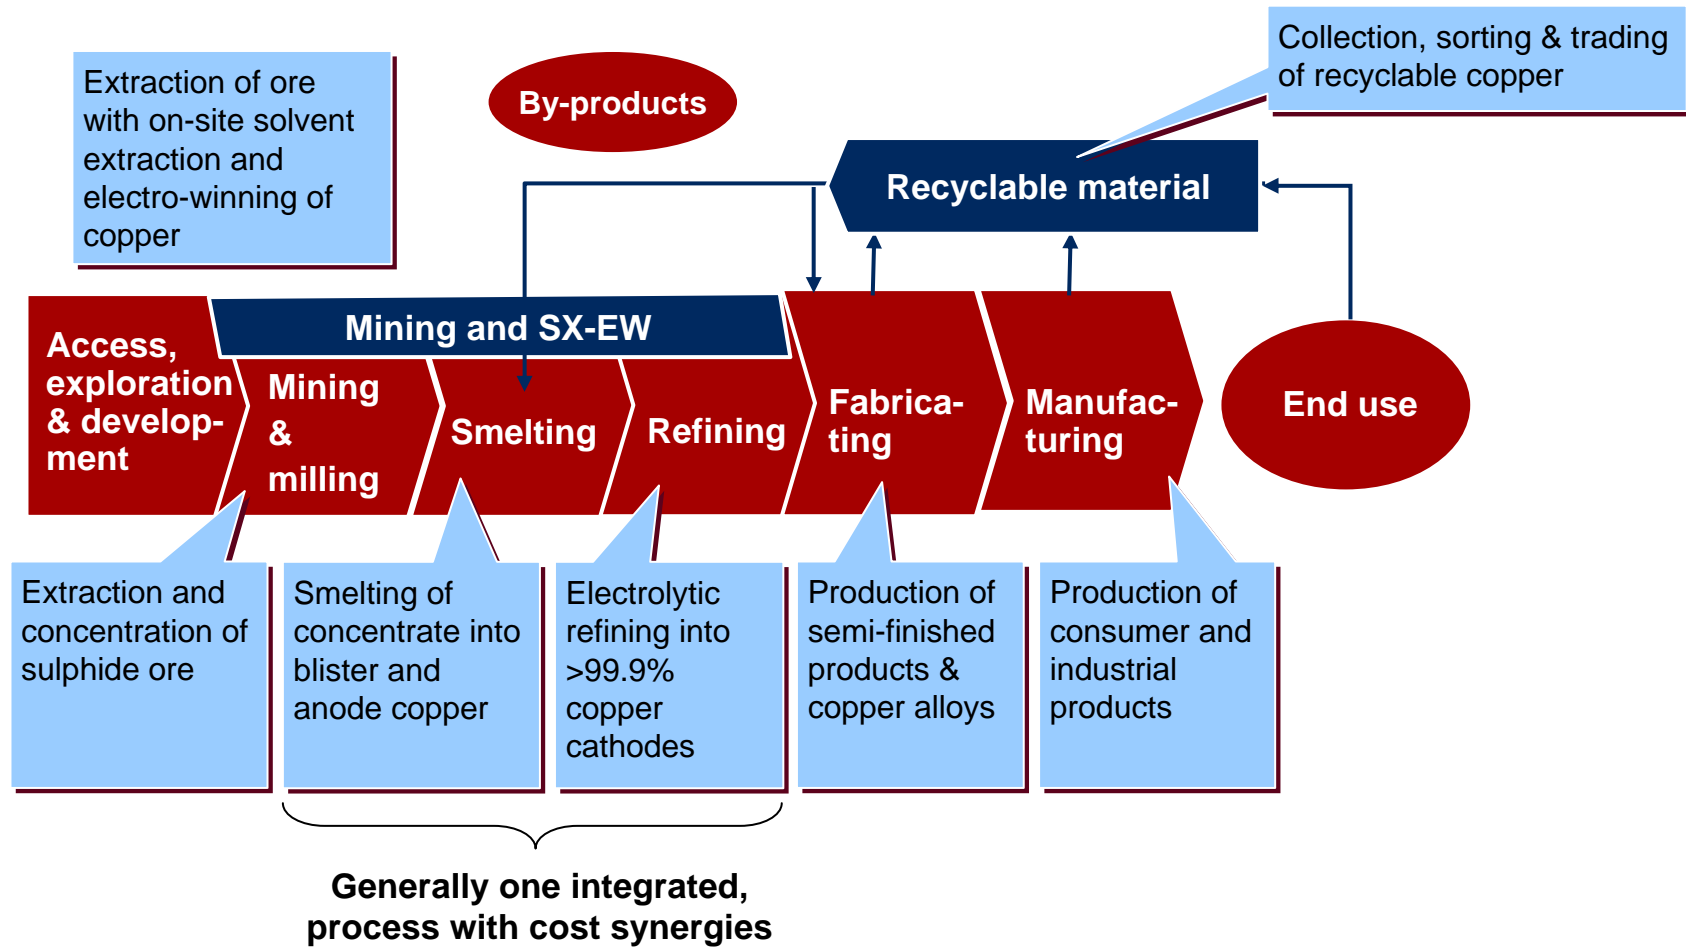 Collection, sorting & trading
of recyclable copper
Extraction of ore
with on-site solvent
extraction and
electro-winning of
copper
By-products
Recyclable material
Mining and SX-EW
Access,
exploration
& develop-
ment
Mining
&
milling
Smelting
Refining
Fabrica-
ting
Manufac-
turing
End use
Extraction and
concentration of
sulphide ore
Smelting of
concentrate into
blister and
anode copper
Electrolytic
refining into
>99.9%
copper
cathodes
Production of
semi-finished
products &
copper alloys
Production of
consumer and
industrial
products
Generally one integrated,
process with cost synergies